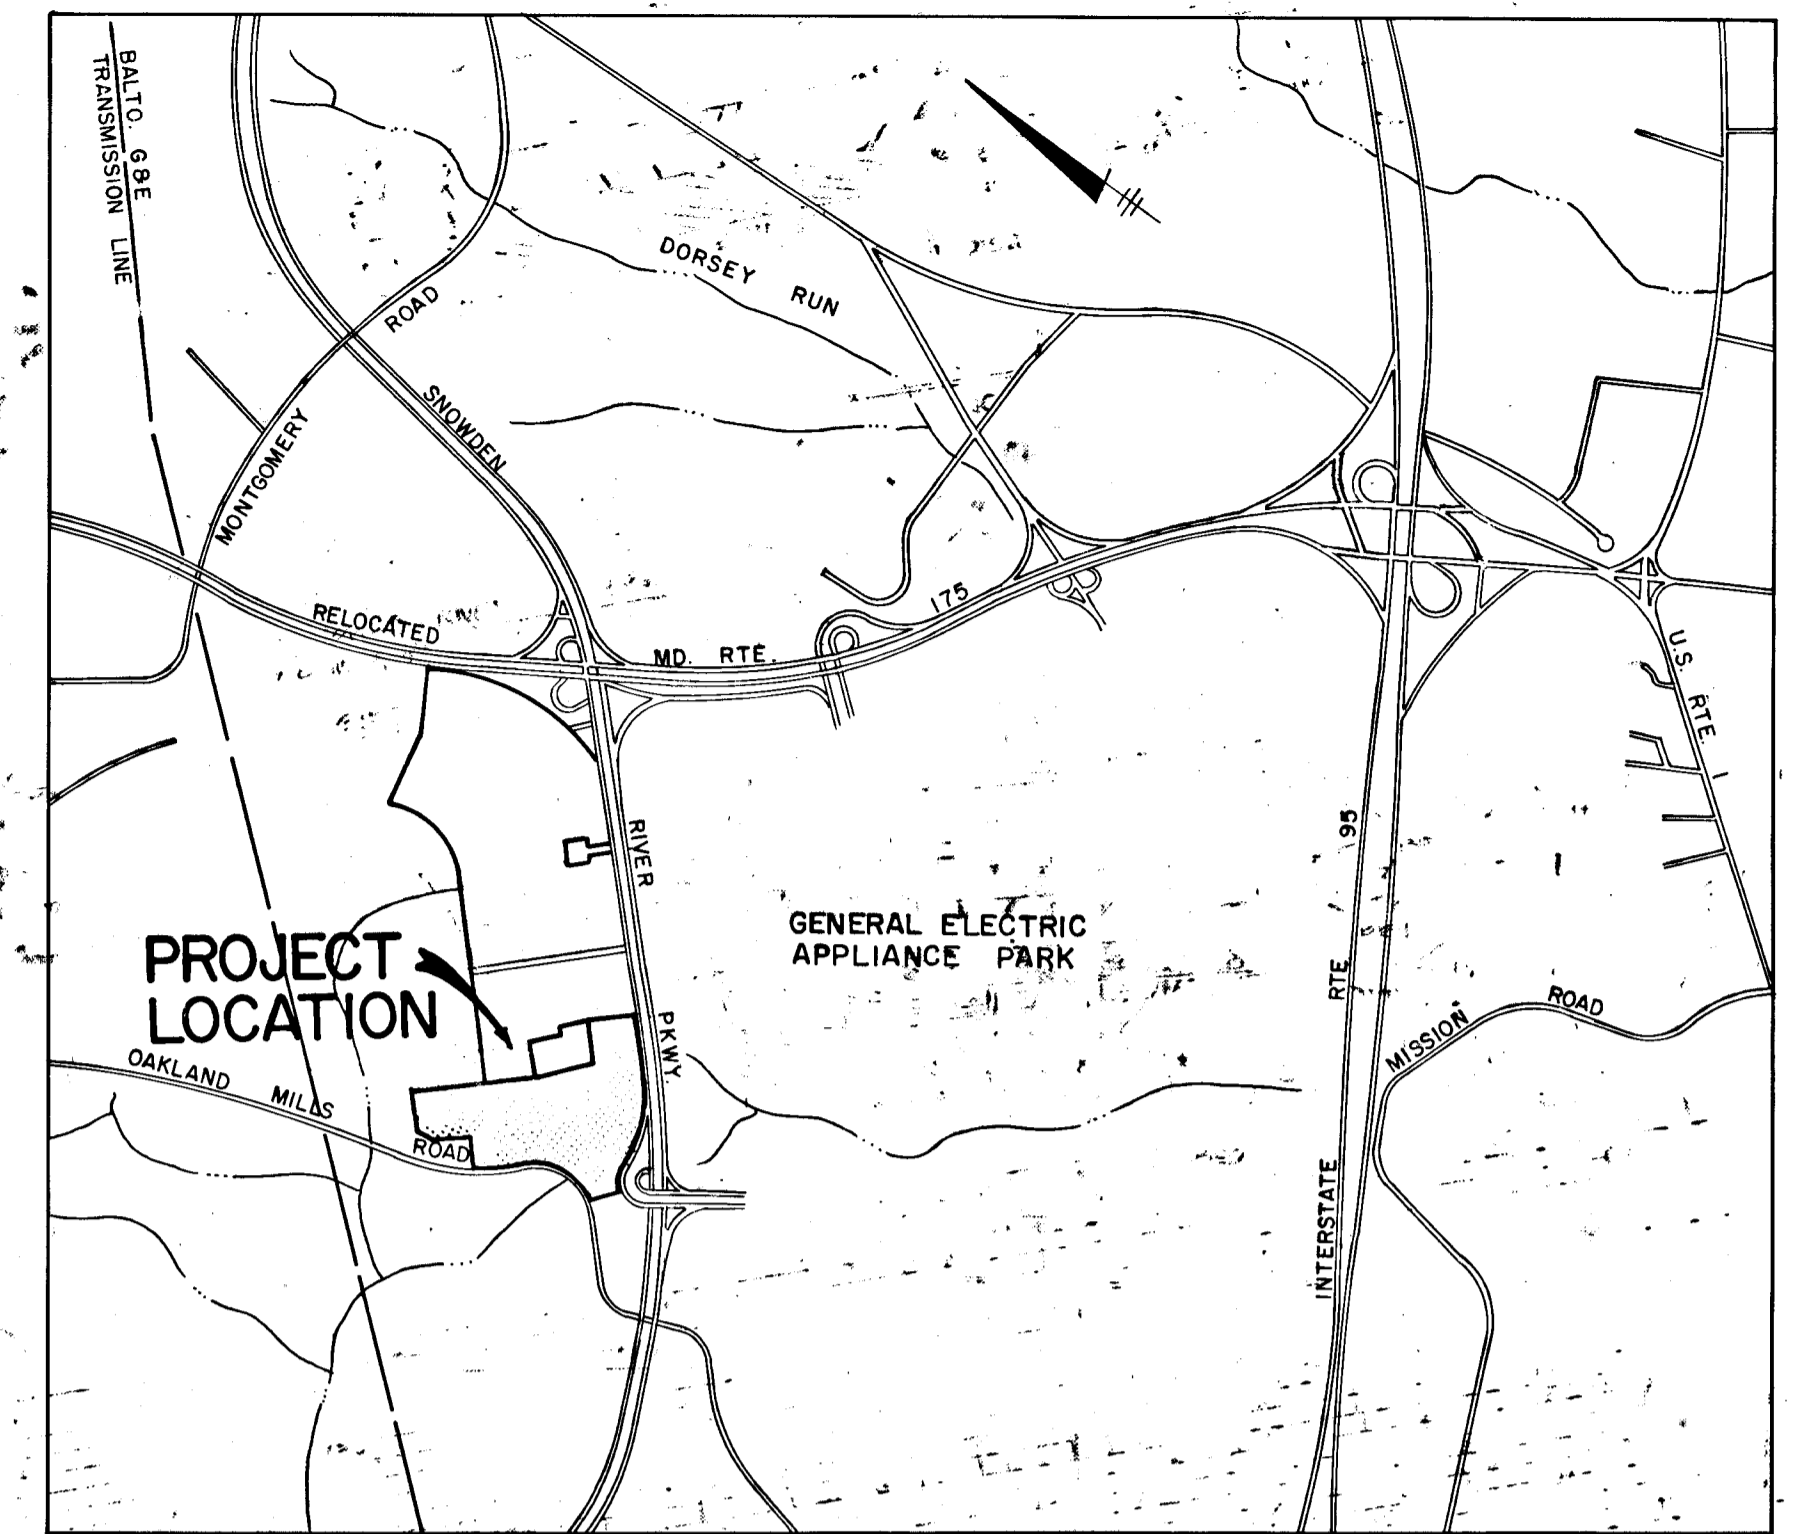 BALTO. G&E
TRANSMISSION LINE
DORSEY RUN
MONTGOMERY ROAD
SNOWDEN RIVER PKWY.
RELOCATED MD. RTE. 175
U.S. RTE. 1
INTERSTATE RTE 95
GENERAL ELECTRIC
APPLIANCE PARK
PROJECT
LOCATION
MISSION ROAD
OAKLAND MILLS ROAD